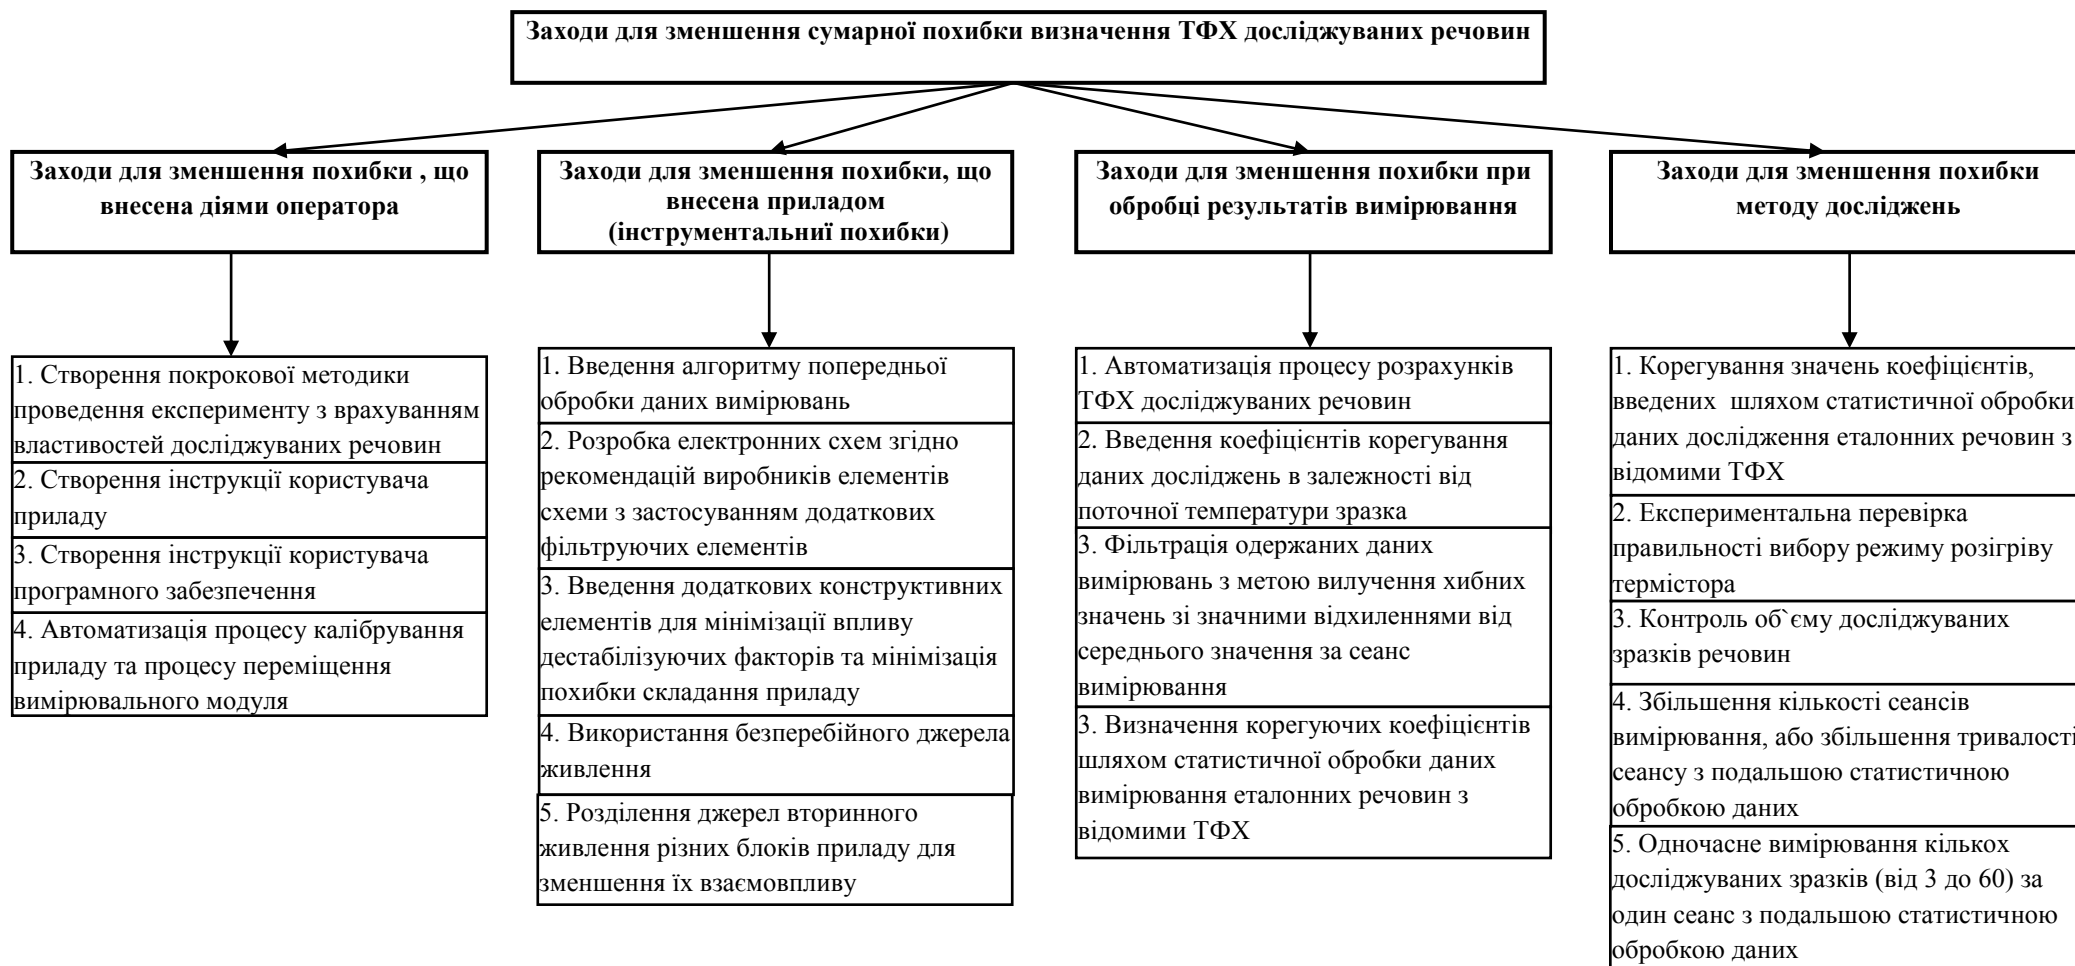 Заходи для зменшення сумарної похибки визначення ТФХ досліджуваних речовин
Заходи для зменшення похибки , що
внесена діями оператора
1. Створення покрокової методики
проведення експерименту з врахуванням
властивостей досліджуваних речовин
2. Створення інструкції користувача
приладу
3. Створення інструкції користувача
програмного забезпечення
4. Автоматизація процесу калібрування
приладу та процесу переміщення
вимірювального модуля
Заходи для зменшення похибки, що
внесена приладом
(інструментальниї похибки)
1. Введення алгоритму попередньої
обробки даних вимірювань
2. Розробка електронних схем згідно
рекомендацій виробників елементів
схеми з застосуванням додаткових
фільтруючих елементів
3. Введення додаткових конструктивних
елементів для мінімізації впливу
дестабілізуючих факторів та мінімізація
похибки складання приладу
4. Використання безперебійного джерела
живлення
5. Розділення джерел вторинного
живлення різних блоків приладу для
зменшення їх взаємовпливу
Заходи для зменшення похибки при
обробці результатів вимірювання
1. Автоматизація процесу розрахунків
ТФХ досліджуваних речовин
2. Введення коефіцієнтів корегування
даних досліджень в залежності від
поточної температури зразка
3. Фільтрація одержаних даних
вимірювань з метою вилучення хибних
значень зі значними відхиленнями від
середнього значення за сеанс
вимірювання
3. Визначення корегуючих коефіцієнтів
шляхом статистичної обробки даних
вимірювання еталонних речовин з
відомими ТФХ
Заходи для зменшення похибки
методу досліджень
1. Корегування значень коефіцієнтів,
введених шляхом статистичної обробки
даних дослідження еталонних речовин з
відомими ТФХ
2. Експериментальна перевірка
правильності вибору режиму розігріву
термістора
3. Контроль об`єму досліджуваних
зразків речовин
4. Збільшення кількості сеансів
вимірювання, або збільшення тривалості
сеансу з подальшою статистичною
обробкою даних
5. Одночасне вимірювання кількох
досліджуваних зразків (від 3 до 60) за
один сеанс з подальшою статистичною
обробкою даних